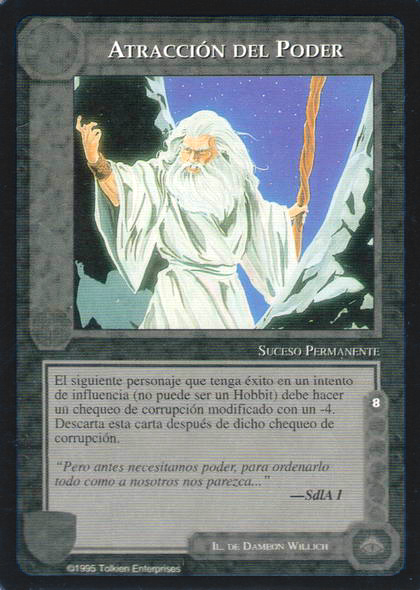 ATRACCIÓN DEL PODER
SUCESO PERMANENTE
El siguiente personaje que tenga éxito en un intento
de influencia (no puede ser un Hobbit) debe hacer
un chequeo de corrupción modificado con un -4.
Descarta esta carta después de dicho chequeo de
corrupción.
8
“Pero antes necesitamos poder, para ordenarlo
todo como a nosotros nos parezca...”
—SdlA I
IL. DE DAMEON WILLICH
©1995 Tolkien Enterprises